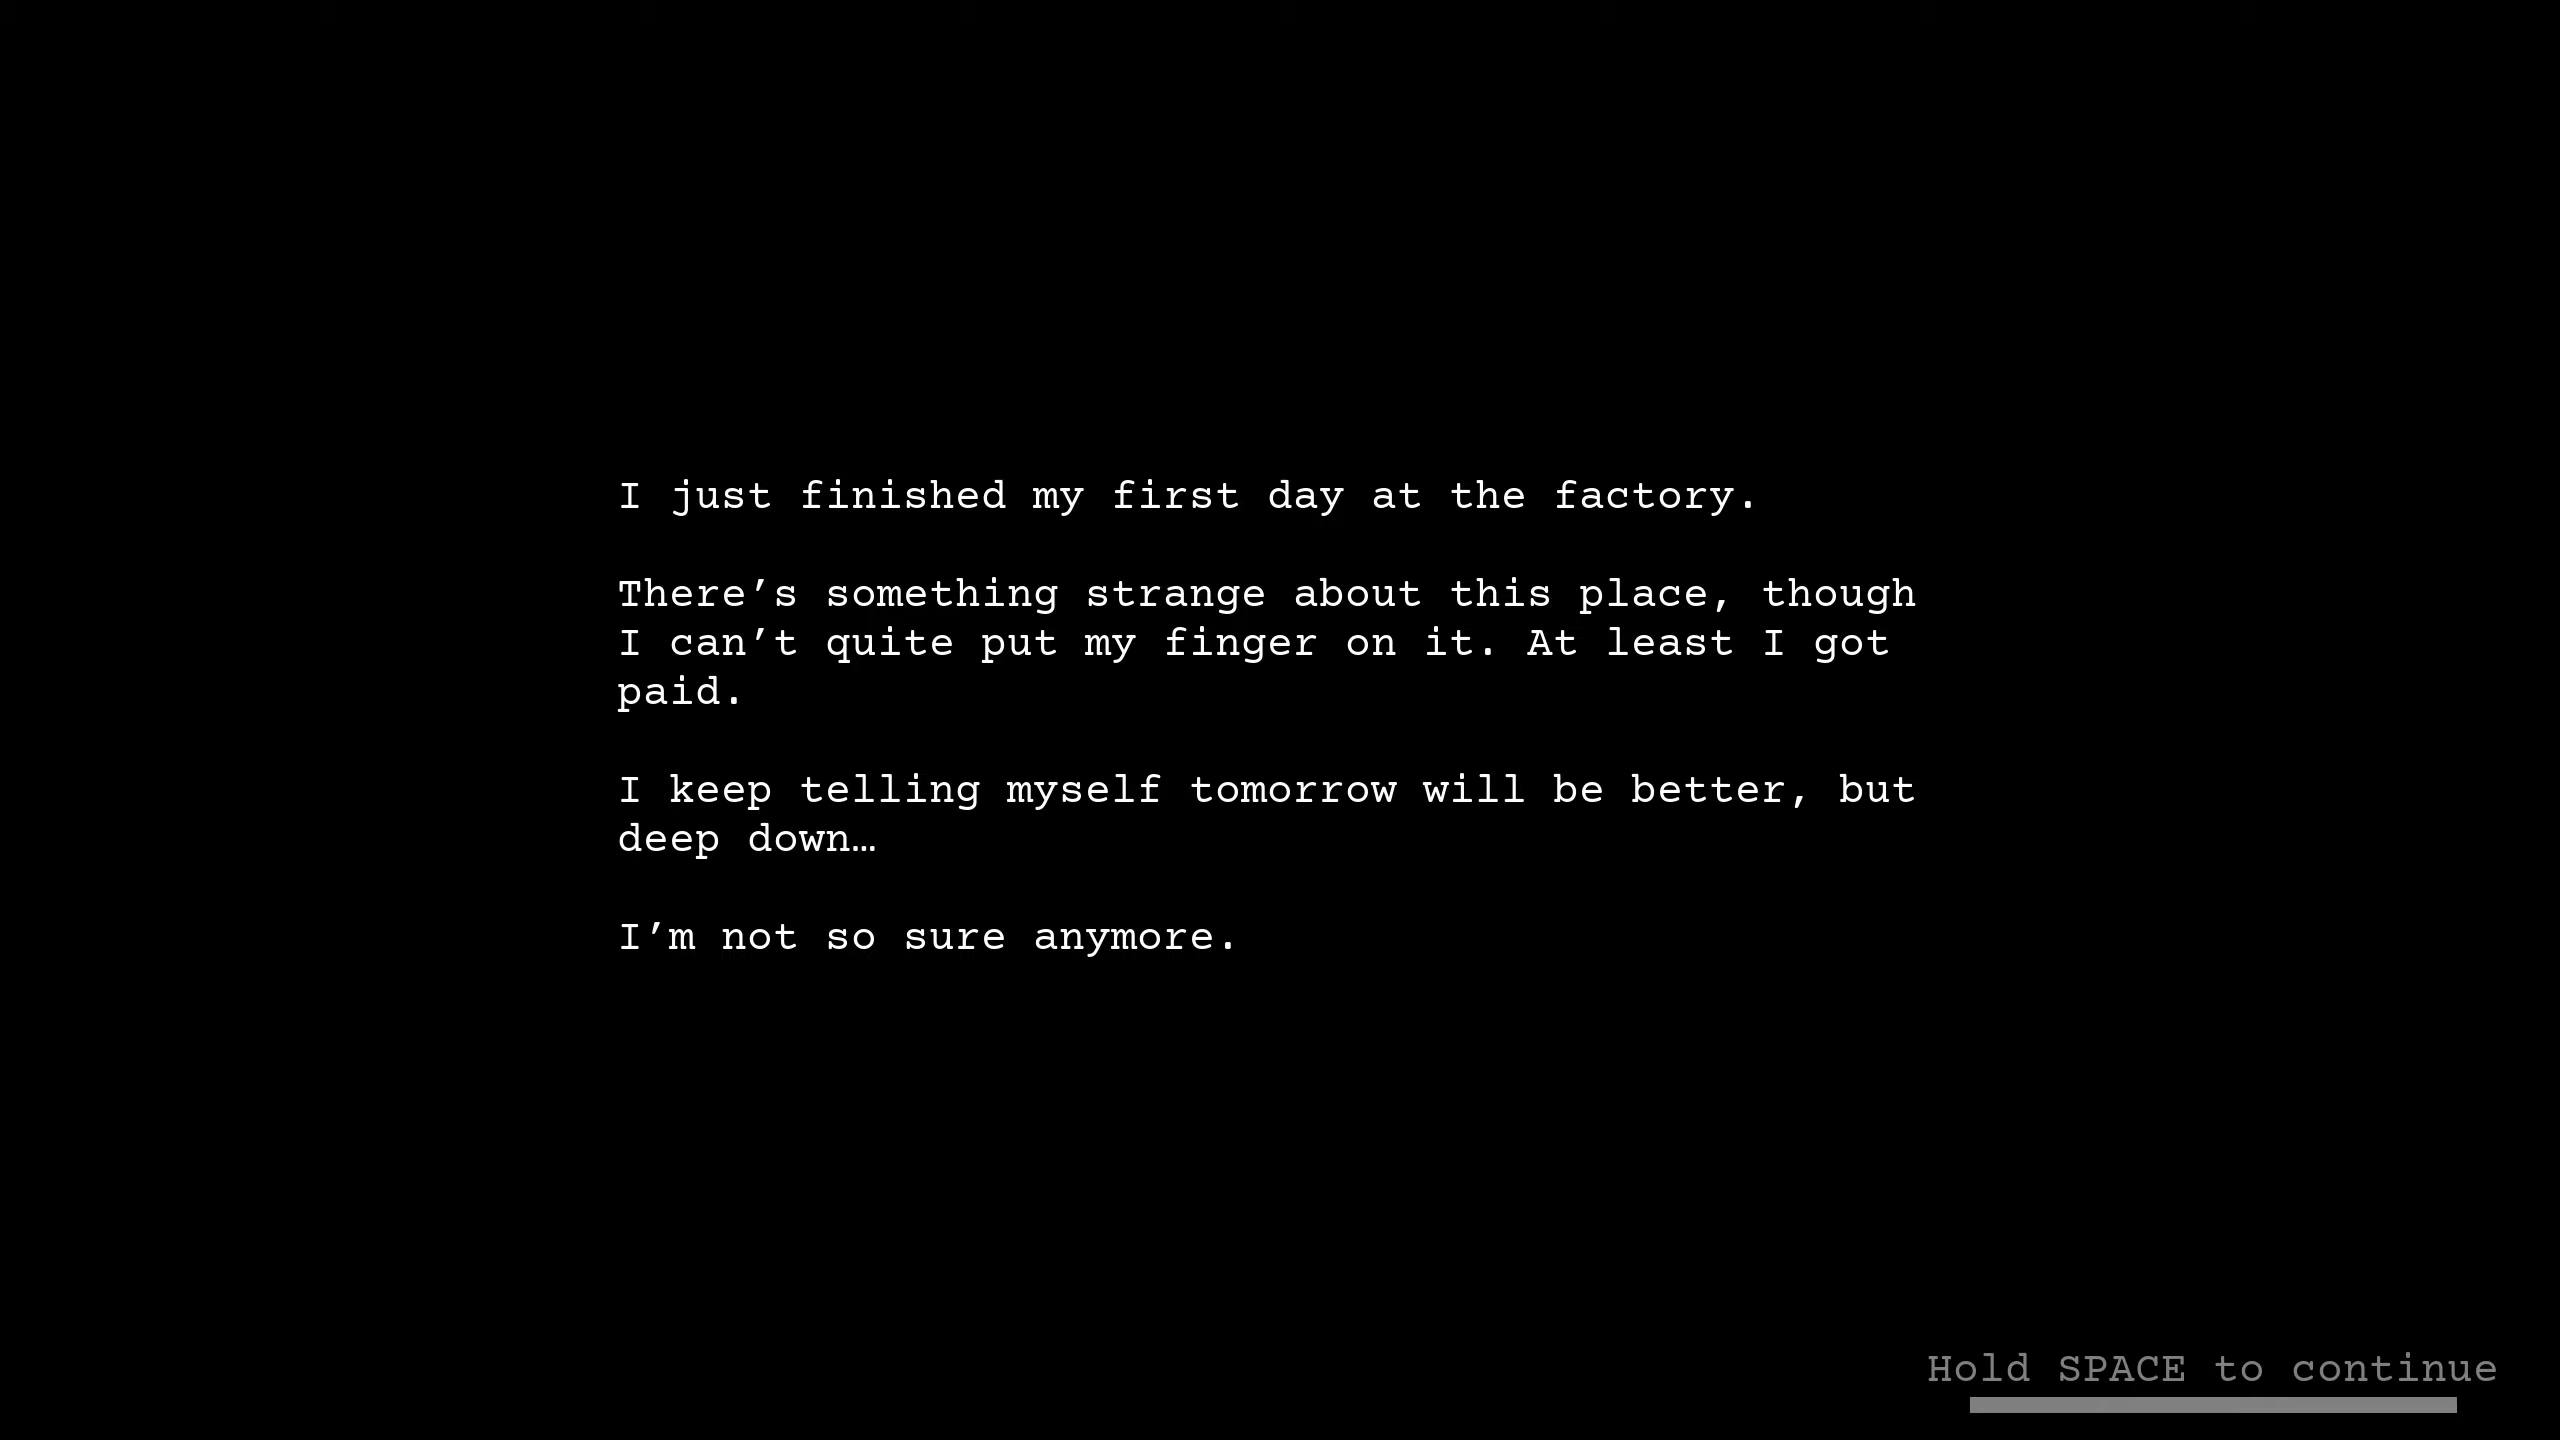 I just finished my first day at the factory.
There’s something strange about this place, though
I can’t quite put my finger on it. At least I got
paid.
I keep telling myself tomorrow will be better, but
deep down…
I’m not so sure anymore.
Hold SPACE to continue